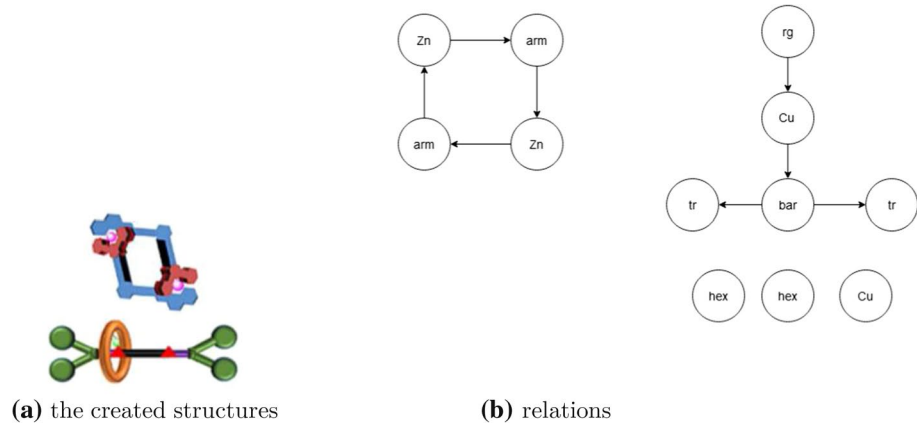 Zn
arm
arm
Zn
rg
Cu
tr
bar
tr
hex
hex
Cu
(a) the created structures
(b) relations